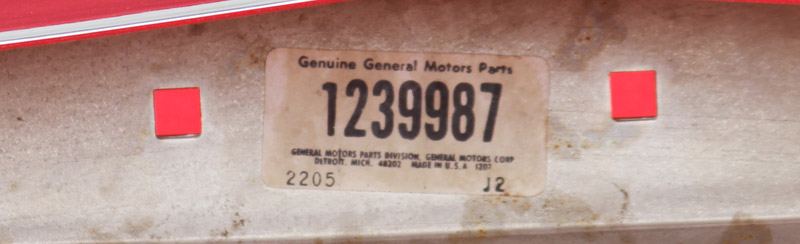 Genuine General Motors Parts
1239987
GENERAL MOTORS PARTS DIVISION, GENERAL MOTORS CORP
DETROIT, MICH. 48202 MADE IN U.S.A 1207
2205 J2